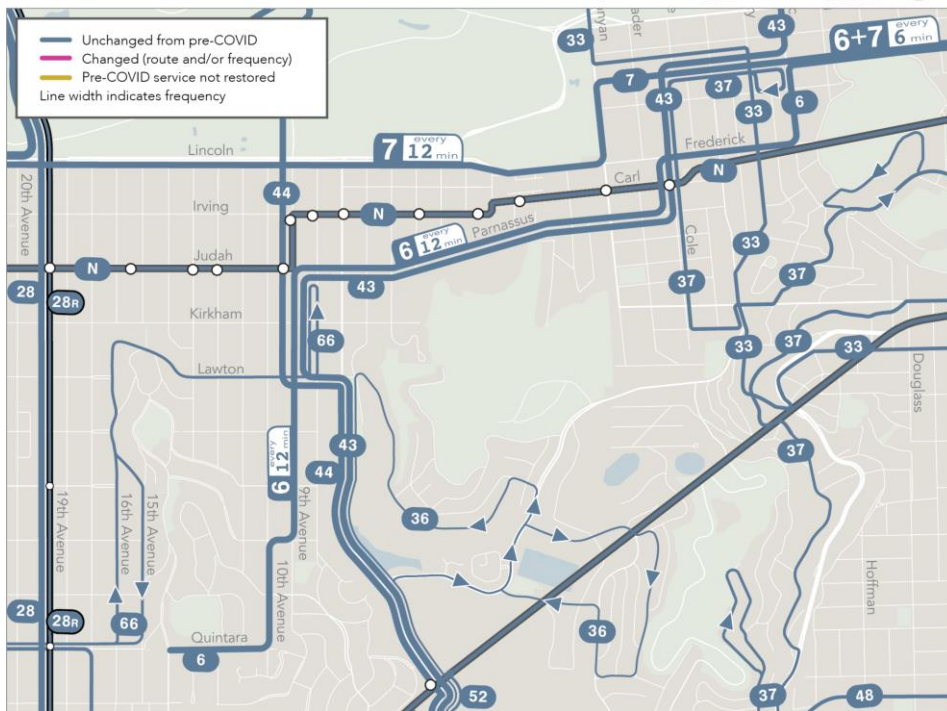 Unchanged from pre-COVID
Changed (route and/or frequency)
Pre-COVID service not restored
Line width indicates frequency
33
43
6+7 every 6 min
7
37
43
33
6
Lincoln
7 every 12 min
Frederick
20th Avenue
44
Irving
N
Carl
N
Parnassus
6 every 12 min
Judah
N
43
Cole
33
37
37
28
28R
Kirkham
66
33
37
33
Lawton
Douglass
6 every 12 min
43
44
37
19th Avenue
16th Avenue
15th Avenue
9th Avenue
36
10th Avenue
Hoffman
28
28R
66
36
Quintara
6
52
37
48